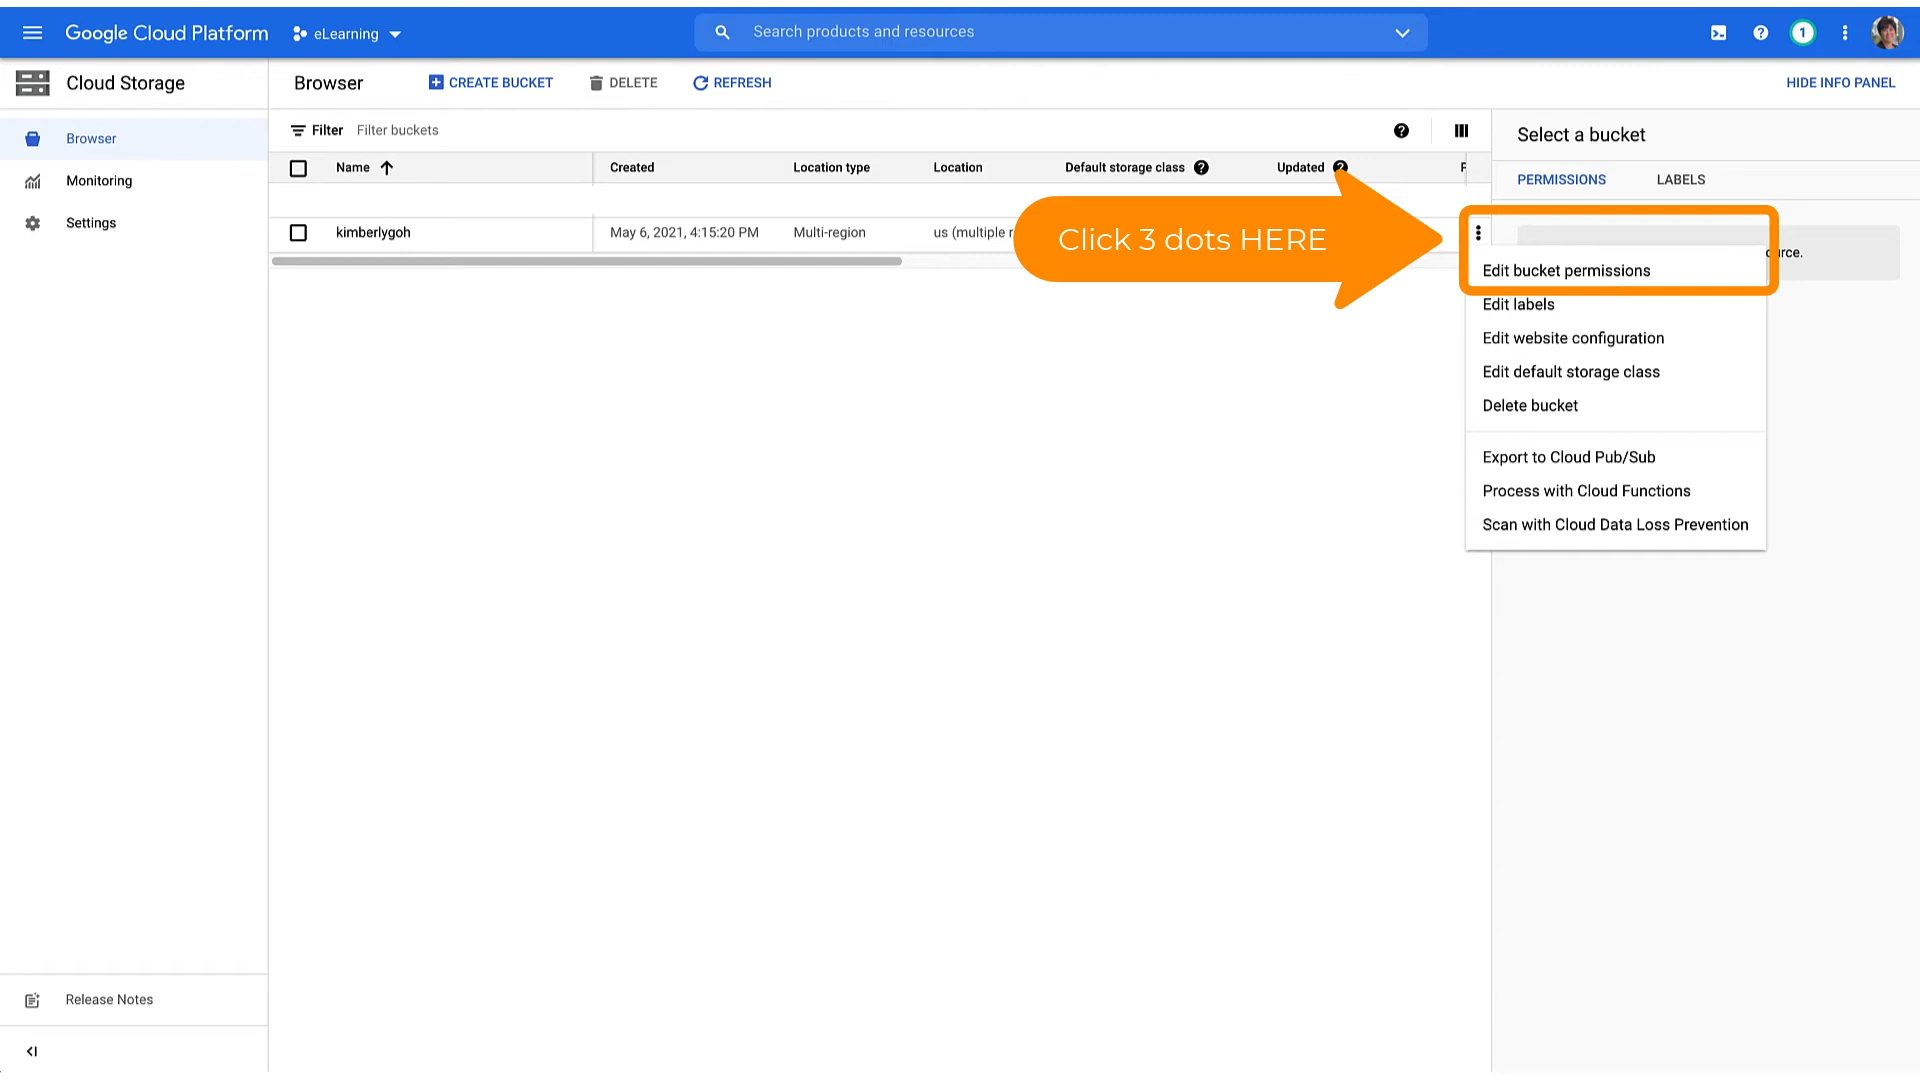 Google Cloud Platform
eLearning
Search products and resources
1
Cloud Storage
Browser
CREATE BUCKET
DELETE
REFRESH
HIDE INFO PANEL
Browser
Monitoring
Settings
Filter
Filter buckets
Select a bucket
Name
Created
Location type
Location
Default storage class
Updated
PERMISSIONS
LABELS
kimberlygoh
May 6, 2021, 4:15:20 PM
Multi-region
us (multiple
Click 3 dots HERE
Edit bucket permissions
Edit labels
Edit website configuration
Edit default storage class
Delete bucket
Export to Cloud Pub/Sub
Process with Cloud Functions
Scan with Cloud Data Loss Prevention
Release Notes